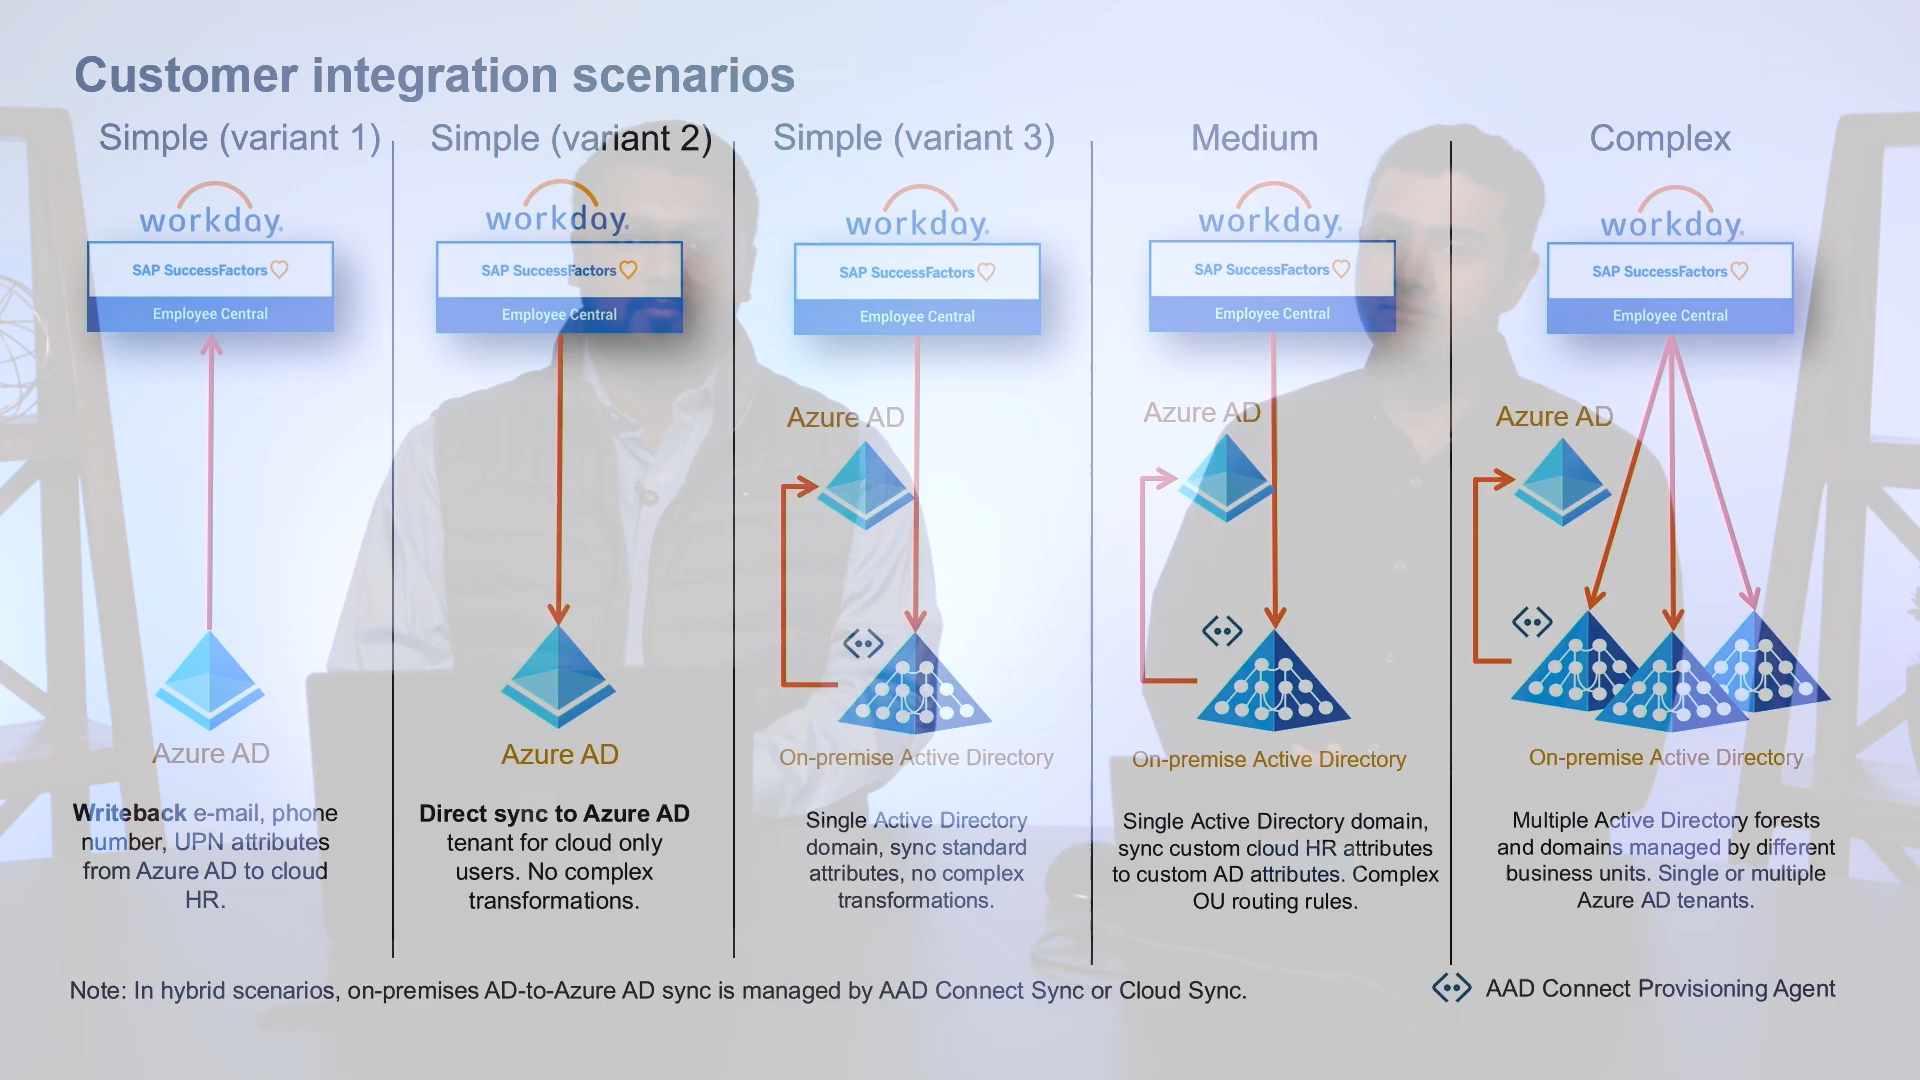 Customer integration scenarios
Simple (variant 1)
workday.
SAP SuccessFactors
Employee Central
Azure AD
Writeback e-mail, phone
number, UPN attributes
from Azure AD to cloud
HR.
Simple (variant 2)
workday.
SAP SuccessFactors
Employee Central
Azure AD
Direct sync to Azure AD
tenant for cloud only
users. No complex
transformations.
Simple (variant 3)
workday.
SAP SuccessFactors
Employee Central
Azure AD
On-premise Active Directory
Single Active Directory
domain, sync standard
attributes, no complex
transformations.
Medium
workday.
SAP SuccessFactors
Employee Central
Azure AD
On-premise Active Directory
Single Active Directory domain,
sync custom cloud HR attributes
to custom AD attributes. Complex
OU routing rules.
Complex
workday.
SAP SuccessFactors
Employee Central
Azure AD
On-premise Active Directory
Multiple Active Directory forests
and domains managed by different
business units. Single or multiple
Azure AD tenants.
Note: In hybrid scenarios, on-premises AD-to-Azure AD sync is managed by AAD Connect Sync or Cloud Sync.
AAD Connect Provisioning Agent